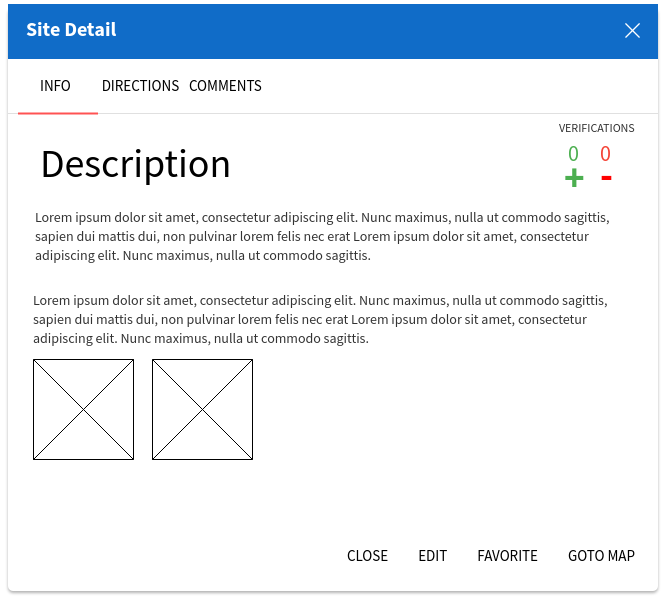 Site Detail
INFO DIRECTIONS COMMENTS
VERIFICATIONS
0 0
+ -
Description
Lorem ipsum dolor sit amet, consectetur adipiscing elit. Nunc maximus, nulla ut commodo sagittis,
sapien dui mattis dui, non pulvinar lorem felis nec erat Lorem ipsum dolor sit amet, consectetur
adipiscing elit. Nunc maximus, nulla ut commodo sagittis.
Lorem ipsum dolor sit amet, consectetur adipiscing elit. Nunc maximus, nulla ut commodo sagittis,
sapien dui mattis dui, non pulvinar lorem felis nec erat Lorem ipsum dolor sit amet, consectetur
adipiscing elit. Nunc maximus, nulla ut commodo sagittis.
CLOSE EDIT FAVORITE GOTO MAP